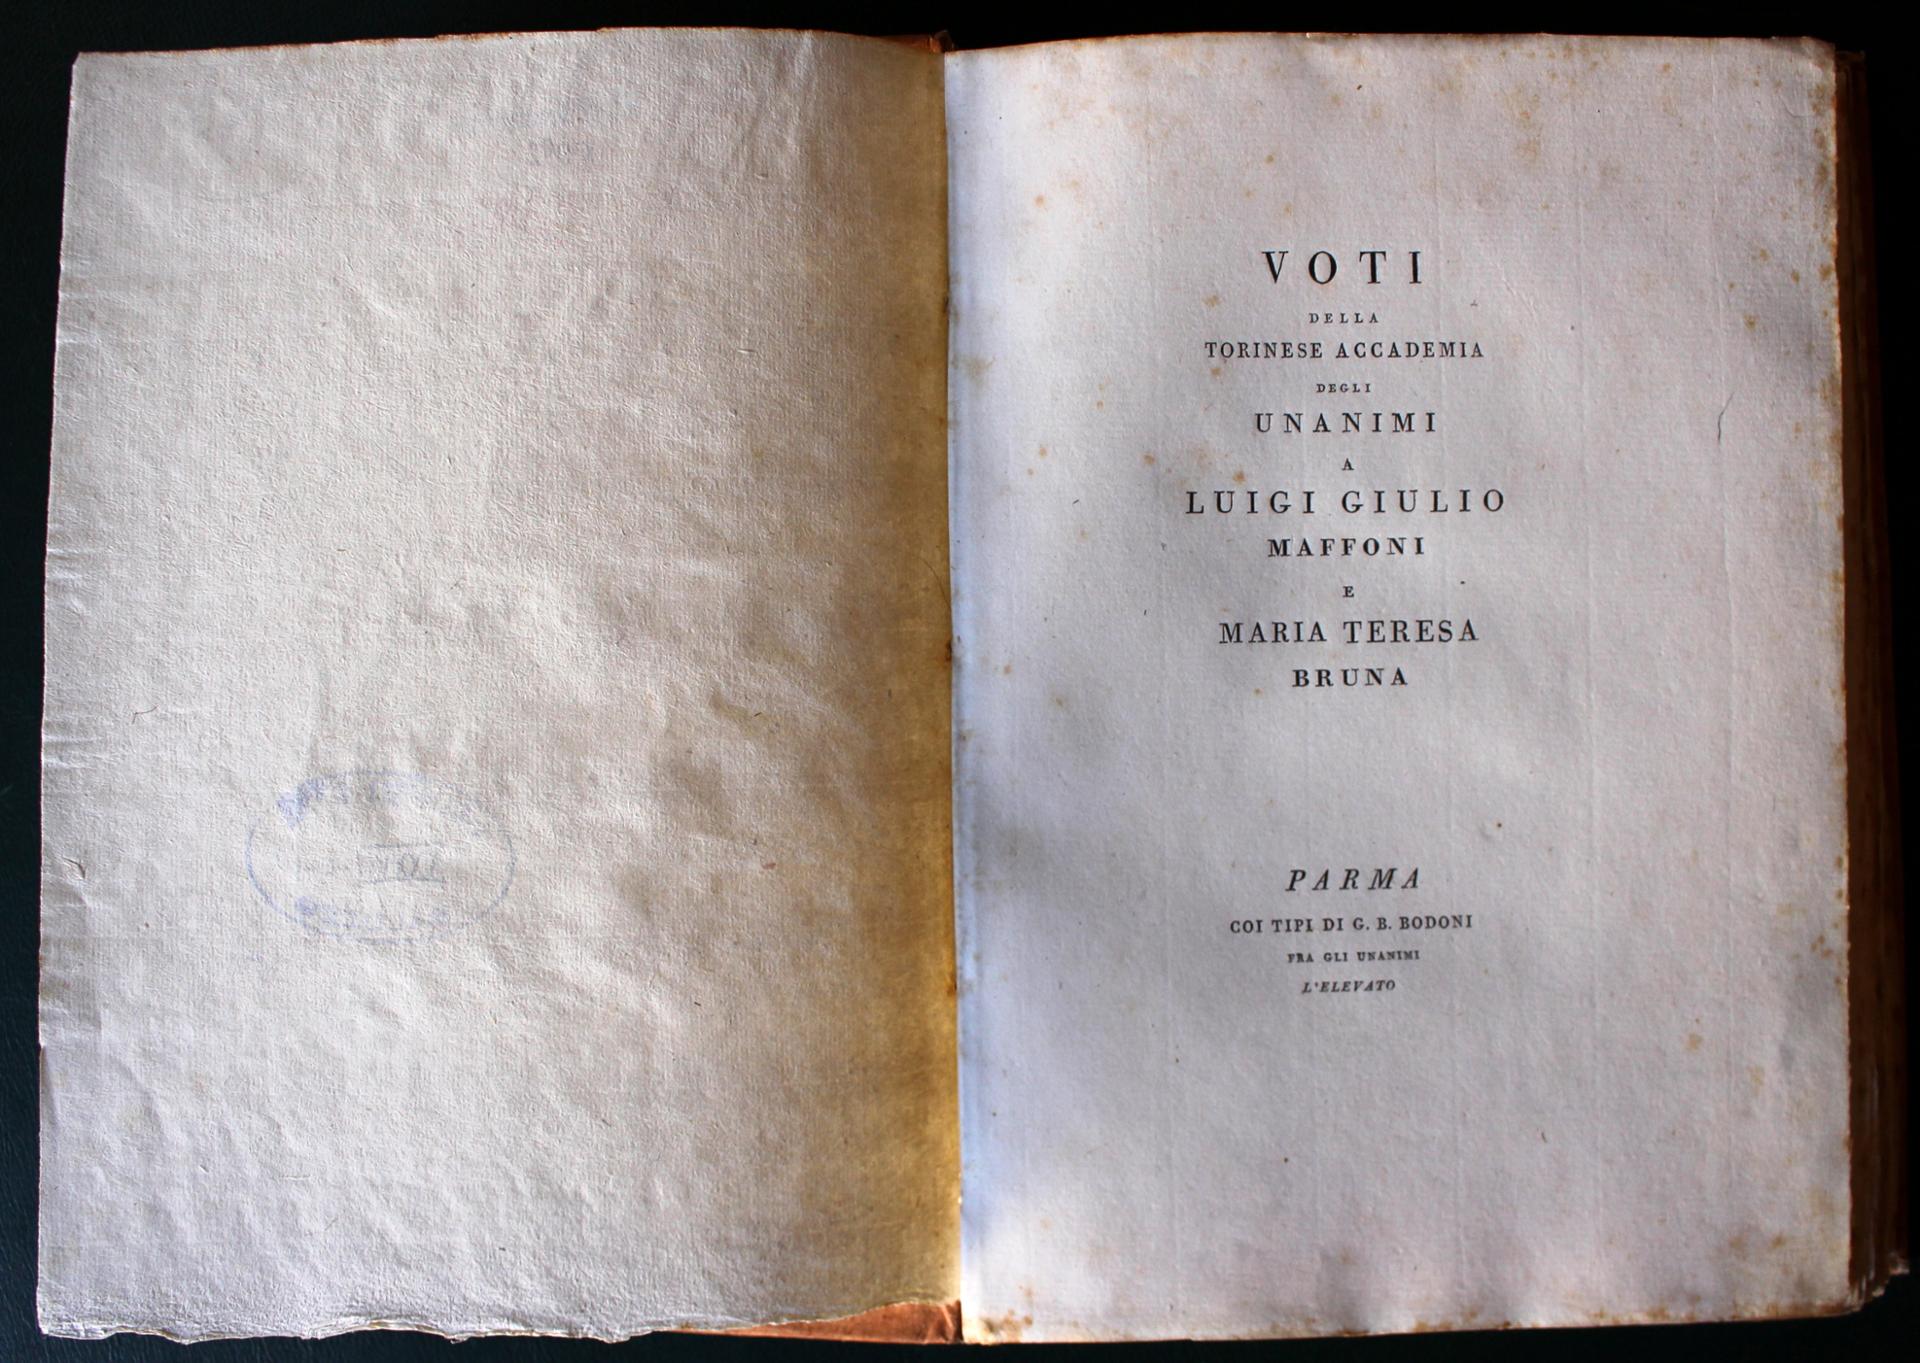 VOTI
DELLA
TORINESE ACCADEMIA
DEGLI
UNANIMI
A
LUIGI GIULIO
MAFFONI
E
MARIA TERESA
BRUNA
PARMA
COI TIPI DI G. B. BODONI
FRA GLI UNANIMI
L'ELEVATO